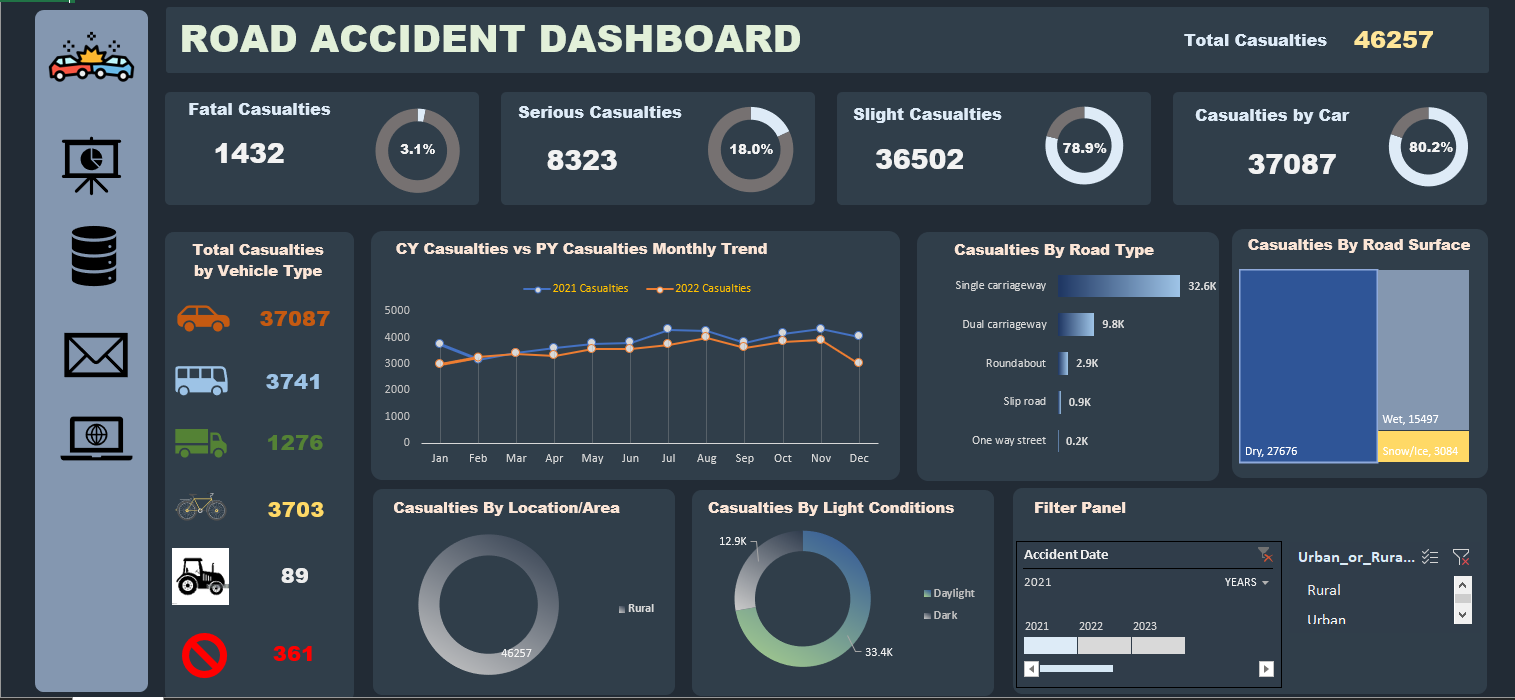 ROAD ACCIDENT DASHBOARD
Total Casualties 46257
Fatal Casualties
1432
3.1%
Serious Casualties
8323
18.0%
Slight Casualties
36502
78.9%
Casualties by Car
37087
80.2%
Total Casualties
by Vehicle Type
37087
3741
1276
3703
89
361
CY Casualties vs PY Casualties Monthly Trend
2021 Casualties 2022 Casualties
5000
4000
3000
2000
1000
0
Jan Feb Mar Apr May Jun Jul Aug Sep Oct Nov Dec
Casualties By Road Type
Single carriageway 32.6K
Dual carriageway 9.8K
Roundabout 2.9K
Slip road 0.9K
One way street 0.2K
Casualties By Road Surface
Wet, 15497
Dry, 27676
Snow/Ice, 3084
Casualties By Location/Area
Rural
46257
Casualties By Light Conditions
12.9K
Daylight
Dark
33.4K
Filter Panel
Accident Date
2021 YEARS
2021 2022 2023
Urban_or_Rura...
Rural
Urban